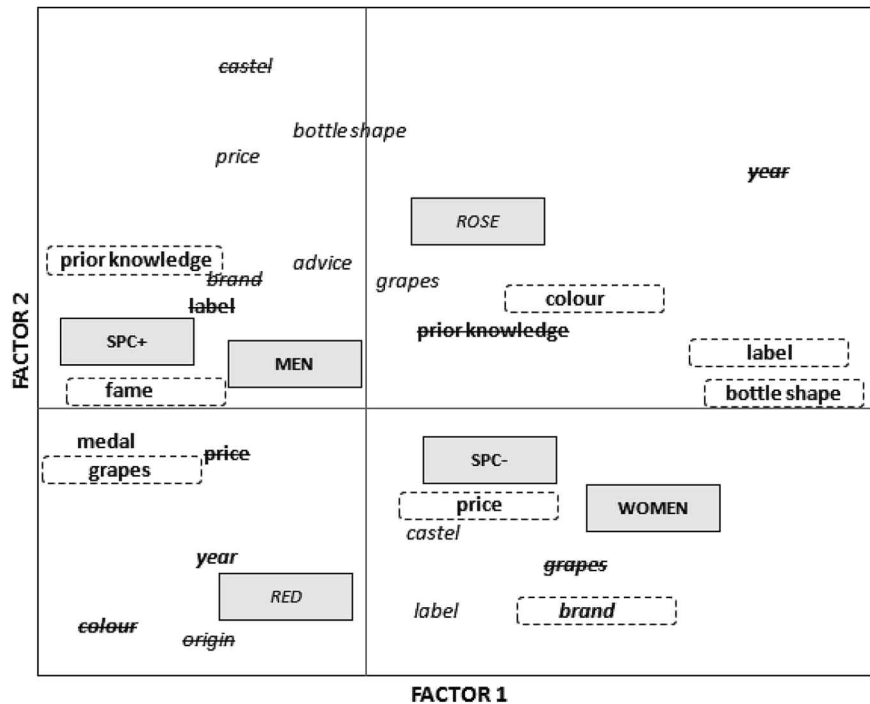 castel
bottle shape
price
year
ROSE
prior knowledge
advice
brand
grapes
colour
label
prior knowledge
SPC+
MEN
label
fame
bottle shape
FACTOR 2
medal
grapes
price
SPC-
price
WOMEN
castel
year
grapes
RED
label
brand
colour
origin
FACTOR 1